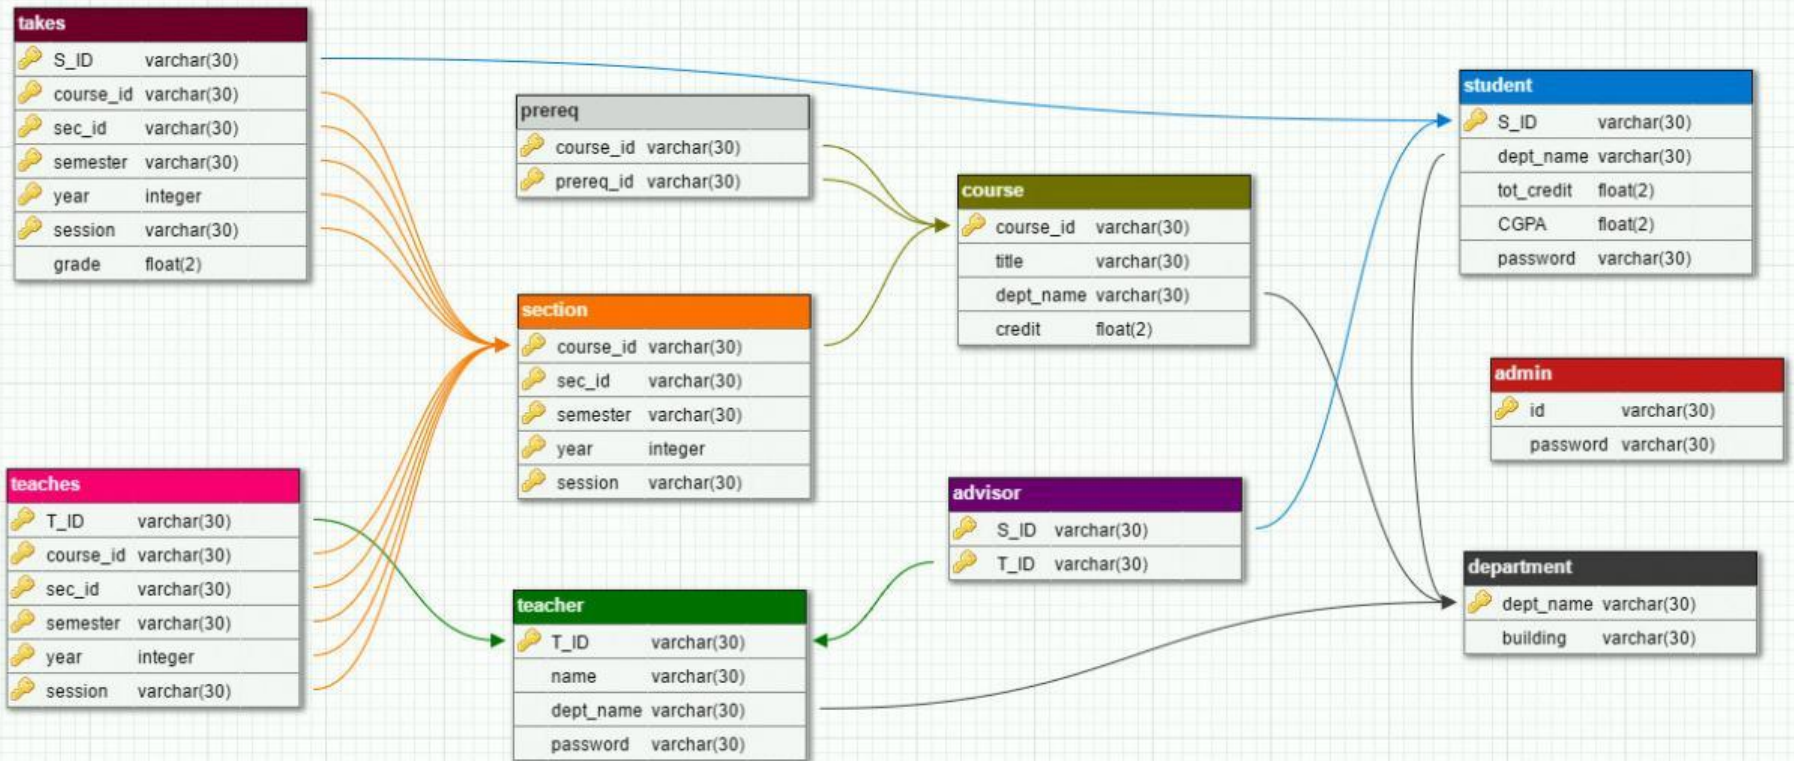 takes
S_ID varchar(30)
course_id varchar(30)
sec_id varchar(30)
semester varchar(30)
year integer
session varchar(30)
grade float(2)
prereq
course_id varchar(30)
prereq_id varchar(30)
course
course_id varchar(30)
title varchar(30)
dept_name varchar(30)
credit float(2)
student
S_ID varchar(30)
dept_name varchar(30)
tot_credit float(2)
CGPA float(2)
password varchar(30)
section
course_id varchar(30)
sec_id varchar(30)
semester varchar(30)
year integer
session varchar(30)
admin
id varchar(30)
password varchar(30)
teaches
T_ID varchar(30)
course_id varchar(30)
sec_id varchar(30)
semester varchar(30)
year integer
session varchar(30)
teacher
T_ID varchar(30)
name varchar(30)
dept_name varchar(30)
password varchar(30)
advisor
S_ID varchar(30)
T_ID varchar(30)
department
dept_name varchar(30)
building varchar(30)